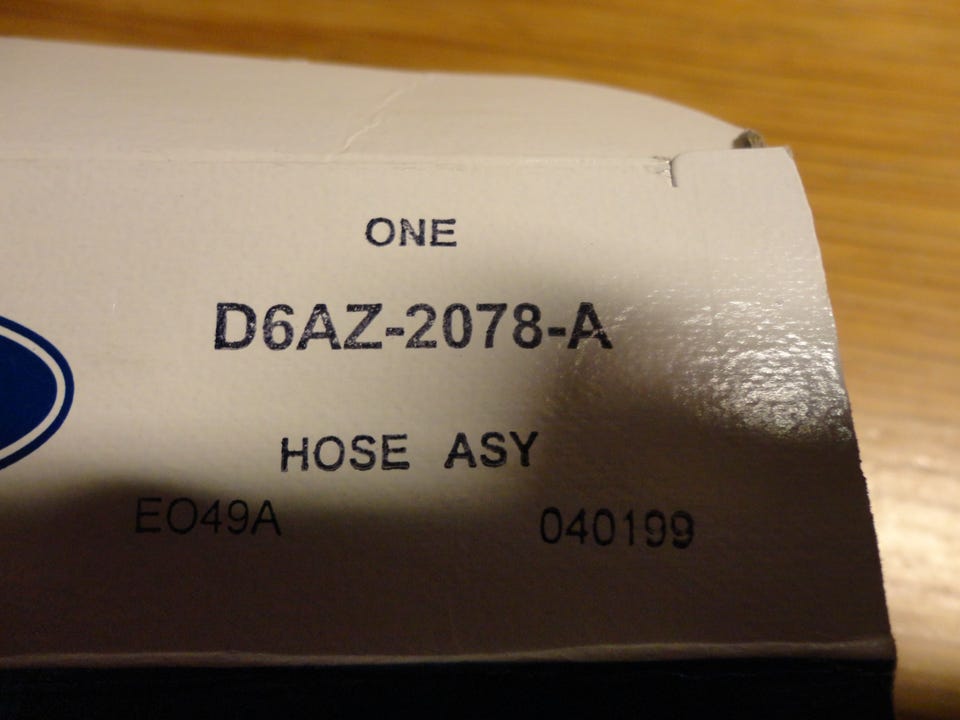 ONE
D6AZ-2078-A
HOSE ASY
EO49A 040199